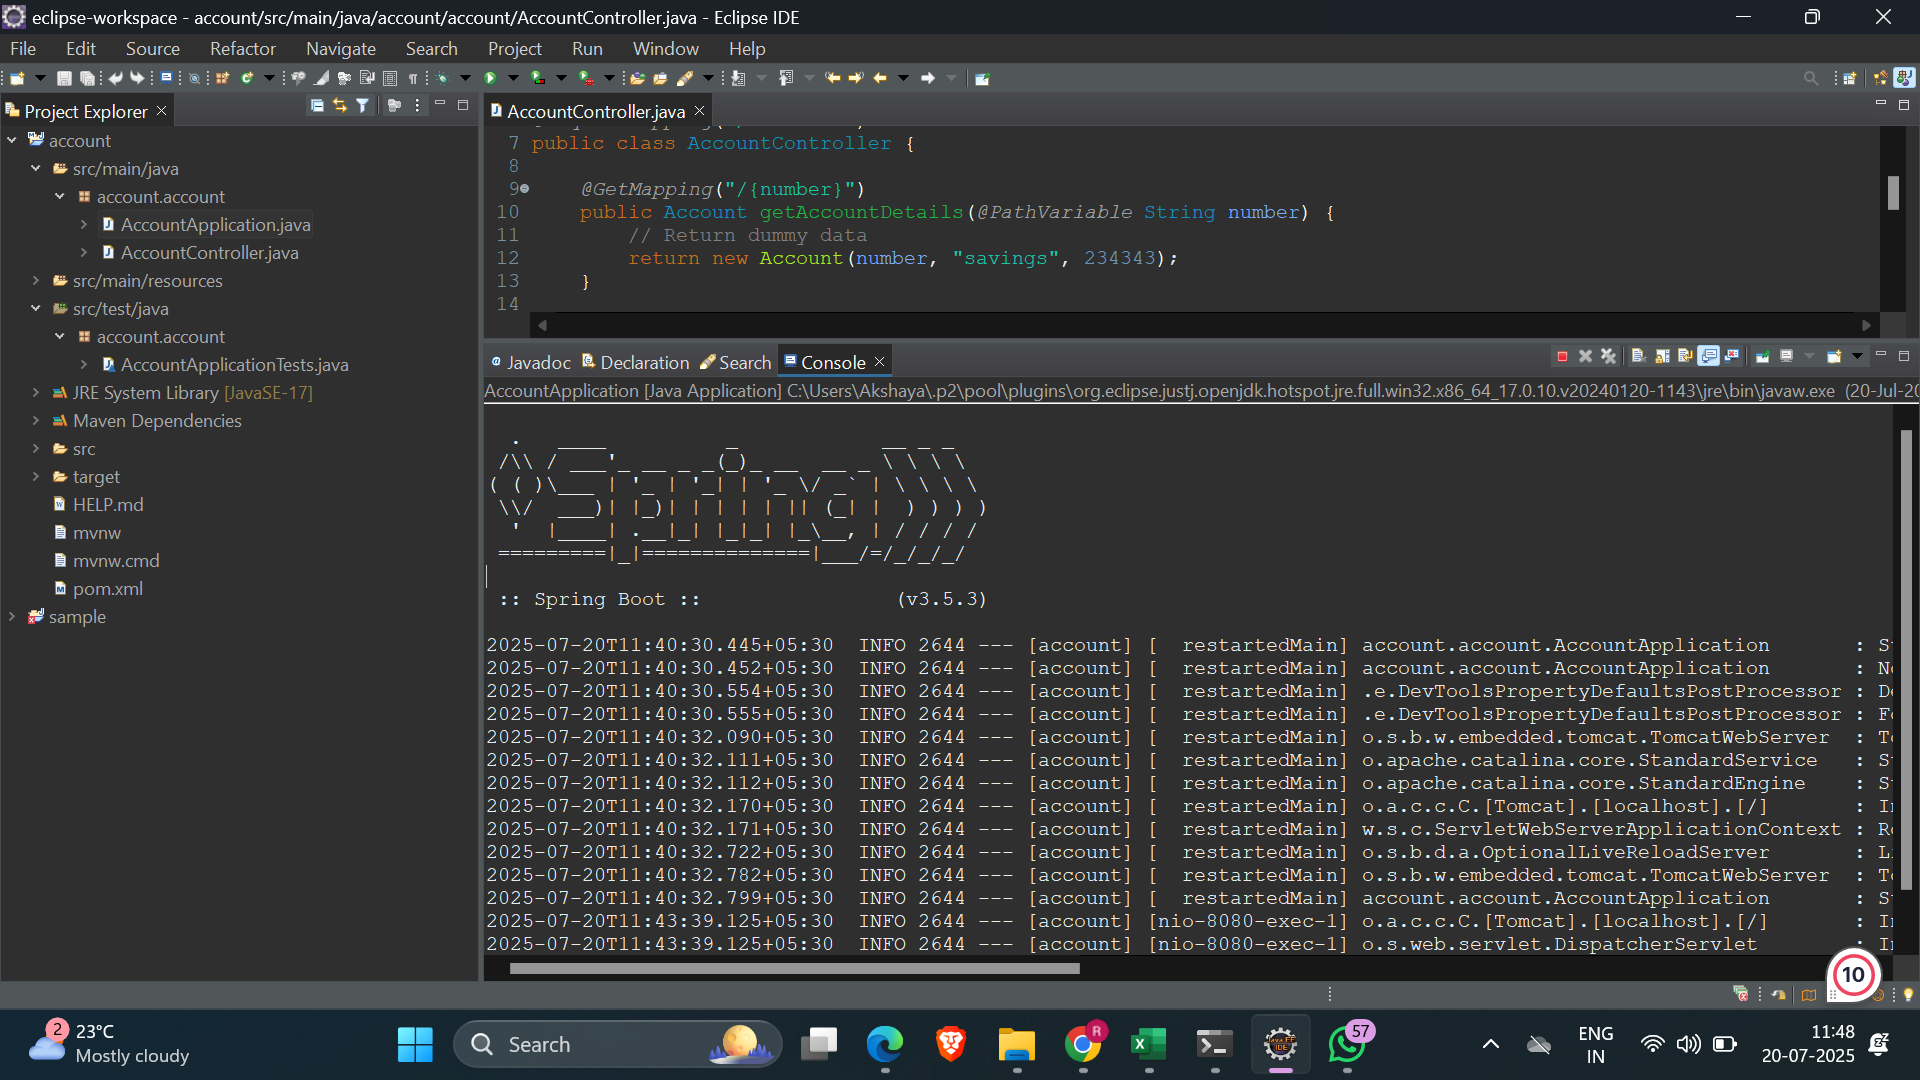 eclipse-workspace - account/src/main/java/account/account/AccountController.java - Eclipse IDE
File Edit Source Refactor Navigate Search Project Run Window Help
Project Explorer
account
src/main/java
account.account
AccountApplication.java
AccountController.java
src/main/resources
src/test/java
account.account
AccountApplicationTests.java
JRE System Library [JavaSE-17]
Maven Dependencies
src
target
HELP.md
mvnw
mvnw.cmd
pom.xml
sample
AccountController.java
7 public class AccountController {
8
9 @GetMapping("/{number}")
10 public Account getAccountDetails(@PathVariable String number) {
11 // Return dummy data
12 return new Account(number, "savings", 234343);
13 }
14
Javadoc Declaration Search Console
AccountApplication [Java Application] C:\Users\Akshaya\.p2\pool\plugins\org.eclipse.justj.openjdk.hotspot.jre.full.win32.x86_64_17.0.10.v20240120-1143\jre\bin\javaw.exe (20-Jul-20
  .   ____          _            __ _ _
 /\\ / ___'_ __ _ _(_)_ __  __ _ \ \ \ \
( ( )\___ | '_ | '_| | '_ \/ _` | \ \ \ \
 \\/  ___)| |_)| | | | | || (_| |  ) ) ) )
  '  |____| .__|_| |_|_| |_\__, | / / / /
 =========|_|==============|___/=/_/_/_/
:: Spring Boot :: (v3.5.3)
2025-07-20T11:40:30.445+05:30 INFO 2644 --- [account] [ restartedMain] account.account.AccountApplication : S
2025-07-20T11:40:30.452+05:30 INFO 2644 --- [account] [ restartedMain] account.account.AccountApplication : No
2025-07-20T11:40:30.554+05:30 INFO 2644 --- [account] [ restartedMain] .e.DevToolsPropertyDefaultsPostProcessor : De
2025-07-20T11:40:30.555+05:30 INFO 2644 --- [account] [ restartedMain] .e.DevToolsPropertyDefaultsPostProcessor : Fo
2025-07-20T11:40:32.090+05:30 INFO 2644 --- [account] [ restartedMain] o.s.b.w.embedded.tomcat.TomcatWebServer : To
2025-07-20T11:40:32.111+05:30 INFO 2644 --- [account] [ restartedMain] o.apache.catalina.core.StandardService : S
2025-07-20T11:40:32.112+05:30 INFO 2644 --- [account] [ restartedMain] o.apache.catalina.core.StandardEngine : S
2025-07-20T11:40:32.170+05:30 INFO 2644 --- [account] [ restartedMain] o.a.c.c.C.[Tomcat].[localhost].[/] : I
2025-07-20T11:40:32.171+05:30 INFO 2644 --- [account] [ restartedMain] w.s.c.ServletWebServerApplicationContext : Ro
2025-07-20T11:40:32.722+05:30 INFO 2644 --- [account] [ restartedMain] o.s.b.d.a.OptionalLiveReloadServer : L
2025-07-20T11:40:32.782+05:30 INFO 2644 --- [account] [ restartedMain] o.s.b.w.embedded.tomcat.TomcatWebServer : To
2025-07-20T11:40:32.799+05:30 INFO 2644 --- [account] [ restartedMain] account.account.AccountApplication : S
2025-07-20T11:43:39.125+05:30 INFO 2644 --- [account] [nio-8080-exec-1] o.a.c.c.C.[Tomcat].[localhost].[/] : I
2025-07-20T11:43:39.125+05:30 INFO 2644 --- [account] [nio-8080-exec-1] o.s.web.servlet.DispatcherServlet : I
10
2
23°C
Mostly cloudy
Search
R
57
ENG
IN
11:48
20-07-2025